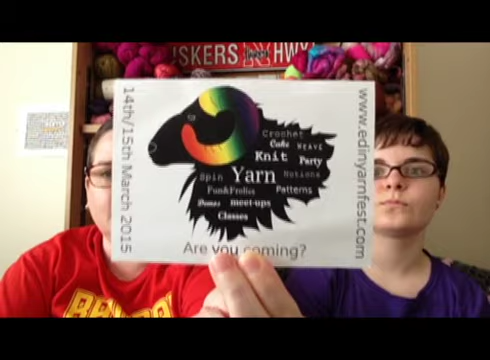 SKERS N HWY
14th/15th March 2015
www.edinyarnfest.com
Crochet
Cake WEAVE
Knit Party
Spin Yarn Notions
Fun&Frolics Patterns
Demos meet-ups
Classes
Are you coming?